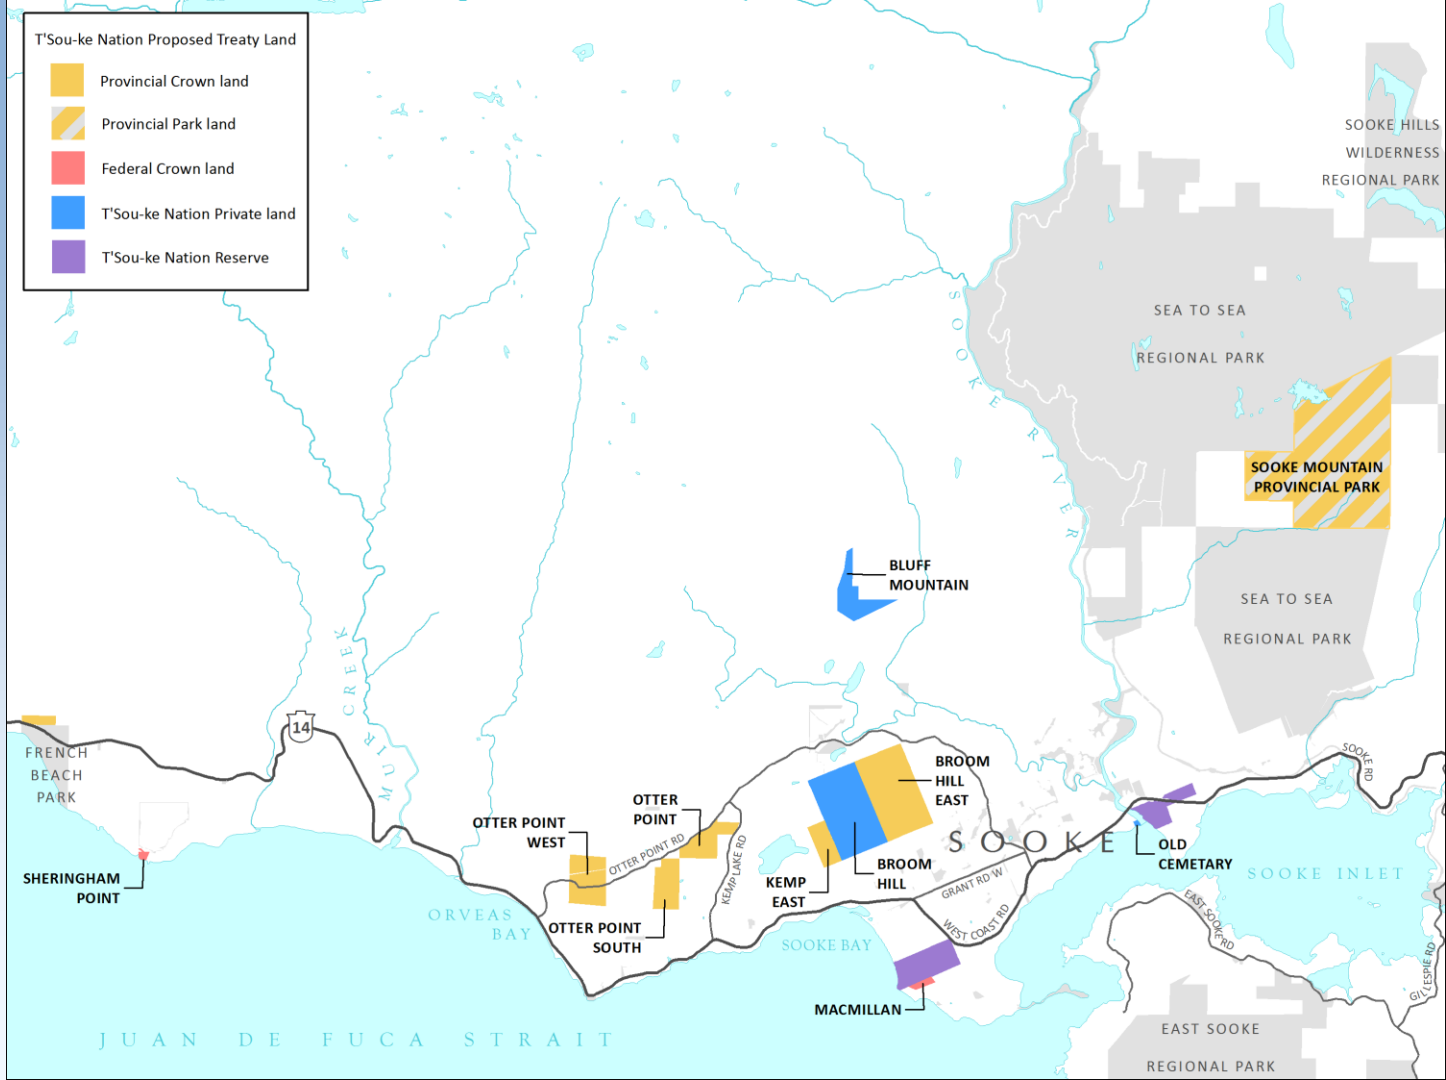 T'Sou-ke Nation Proposed Treaty Land
Provincial Crown land
Provincial Park land
Federal Crown land
T'Sou-ke Nation Private land
T'Sou-ke Nation Reserve
SOOKE HILLS
WILDERNESS
REGIONAL PARK
SEA TO SEA
REGIONAL PARK
SOOKE RIVER
SOOKE MOUNTAIN
PROVINCIAL PARK
BLUFF
MOUNTAIN
SEA TO SEA
REGIONAL PARK
MUIR CREEK
14
FRENCH
BEACH
PARK
SOOKE RD
BROOM
HILL
EAST
OTTER
POINT
OTTER POINT
WEST
OTTER POINT RD
KEMP LAKE RD
SOOKE
OLD
CEMETARY
SHERINGHAM
POINT
KEMP
EAST
BROOM
HILL
GRANT RD W
SOOKE INLET
ORVEAS
BAY
OTTER POINT
SOUTH
WEST COAST RD
EAST SOOKE RD
SOOKE BAY
GILLESPIE RD
MACMILLAN
JUAN DE FUCA STRAIT
EAST SOOKE
REGIONAL PARK